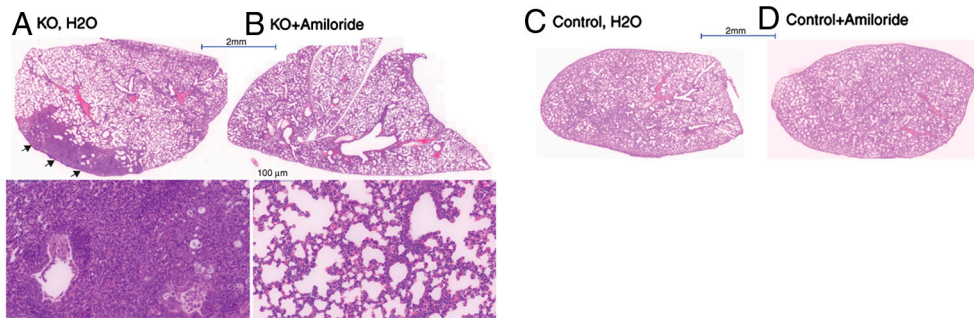 A KO, H2O
B KO+Amiloride
2mm
C Control, H2O
D Control+Amiloride
2mm
100 µm